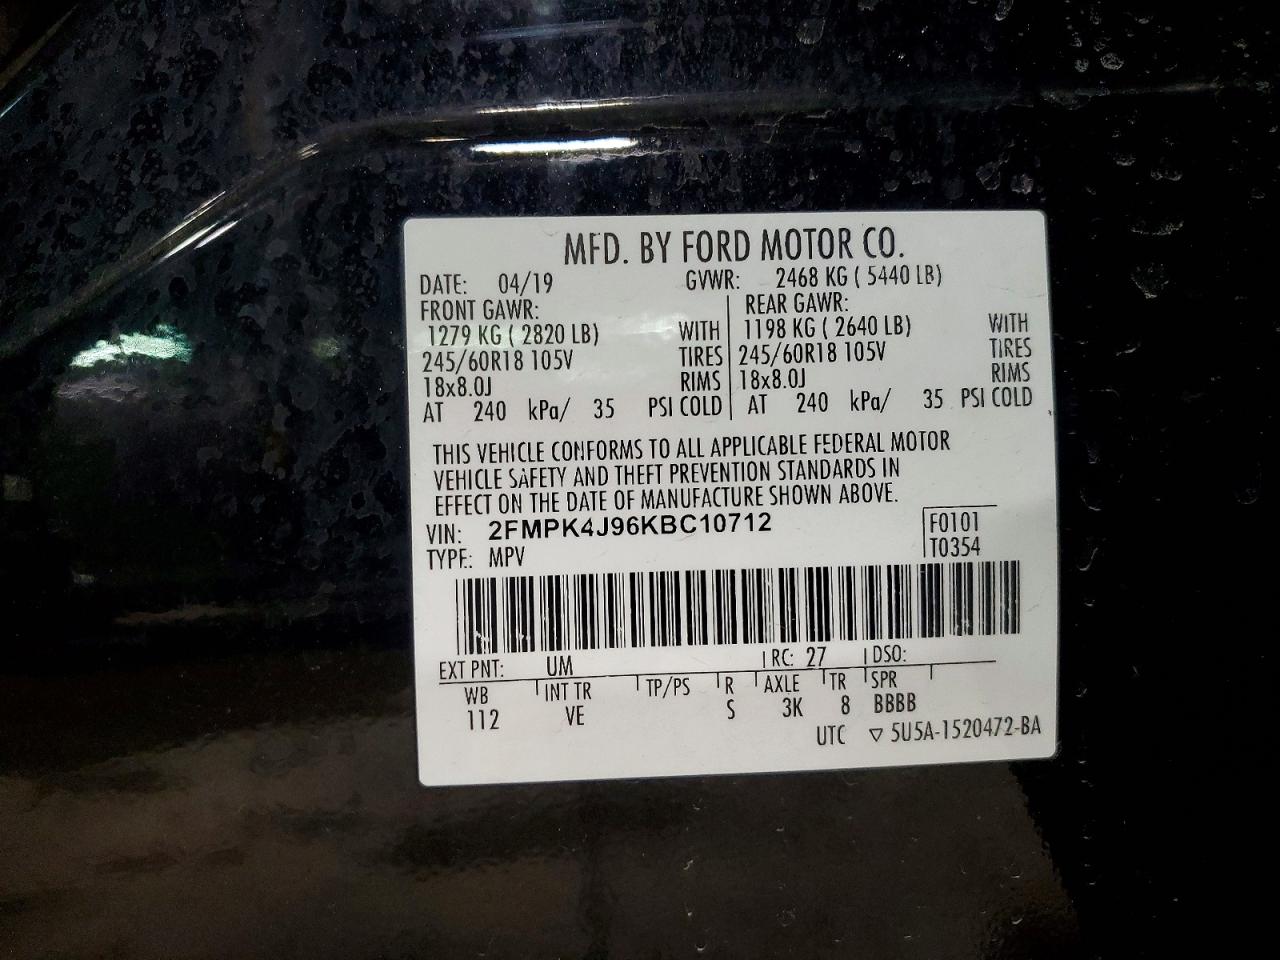 MFD. BY FORD MOTOR CO.
DATE: 04/19 GVWR: 2468 KG ( 5440 LB)
FRONT GAWR: REAR GAWR:
1279 KG ( 2820 LB) WITH 1198 KG ( 2640 LB) WITH
245/60R18 105V TIRES 245/60R18 105V TIRES
18x8.0J RIMS 18x8.0J RIMS
AT 240 kPa/ 35 PSI COLD AT 240 kPa/ 35 PSI COLD
THIS VEHICLE CONFORMS TO ALL APPLICABLE FEDERAL MOTOR
VEHICLE SAFETY AND THEFT PREVENTION STANDARDS IN
EFFECT ON THE DATE OF MANUFACTURE SHOWN ABOVE.
VIN: 2FMPK4J96KBC10712 F0101
TYPE: MPV T0354
EXT PNT: UM RC: 27 DSO:
WB INT TR TP/PS R AXLE TR SPR
112 VE S 3K 8 BBBB
UTC ▽ 5U5A-1520472-BA